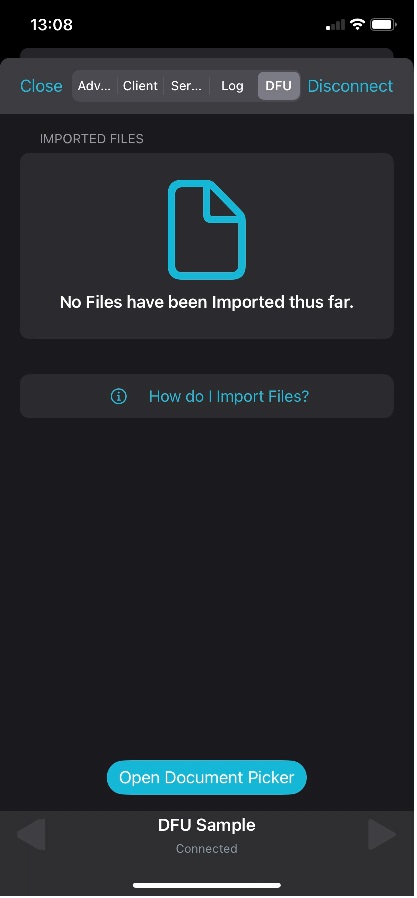 13:08
Close Adv... Client Ser... Log DFU Disconnect
IMPORTED FILES
No Files have been Imported thus far.
How do I Import Files?
Open Document Picker
DFU Sample
Connected